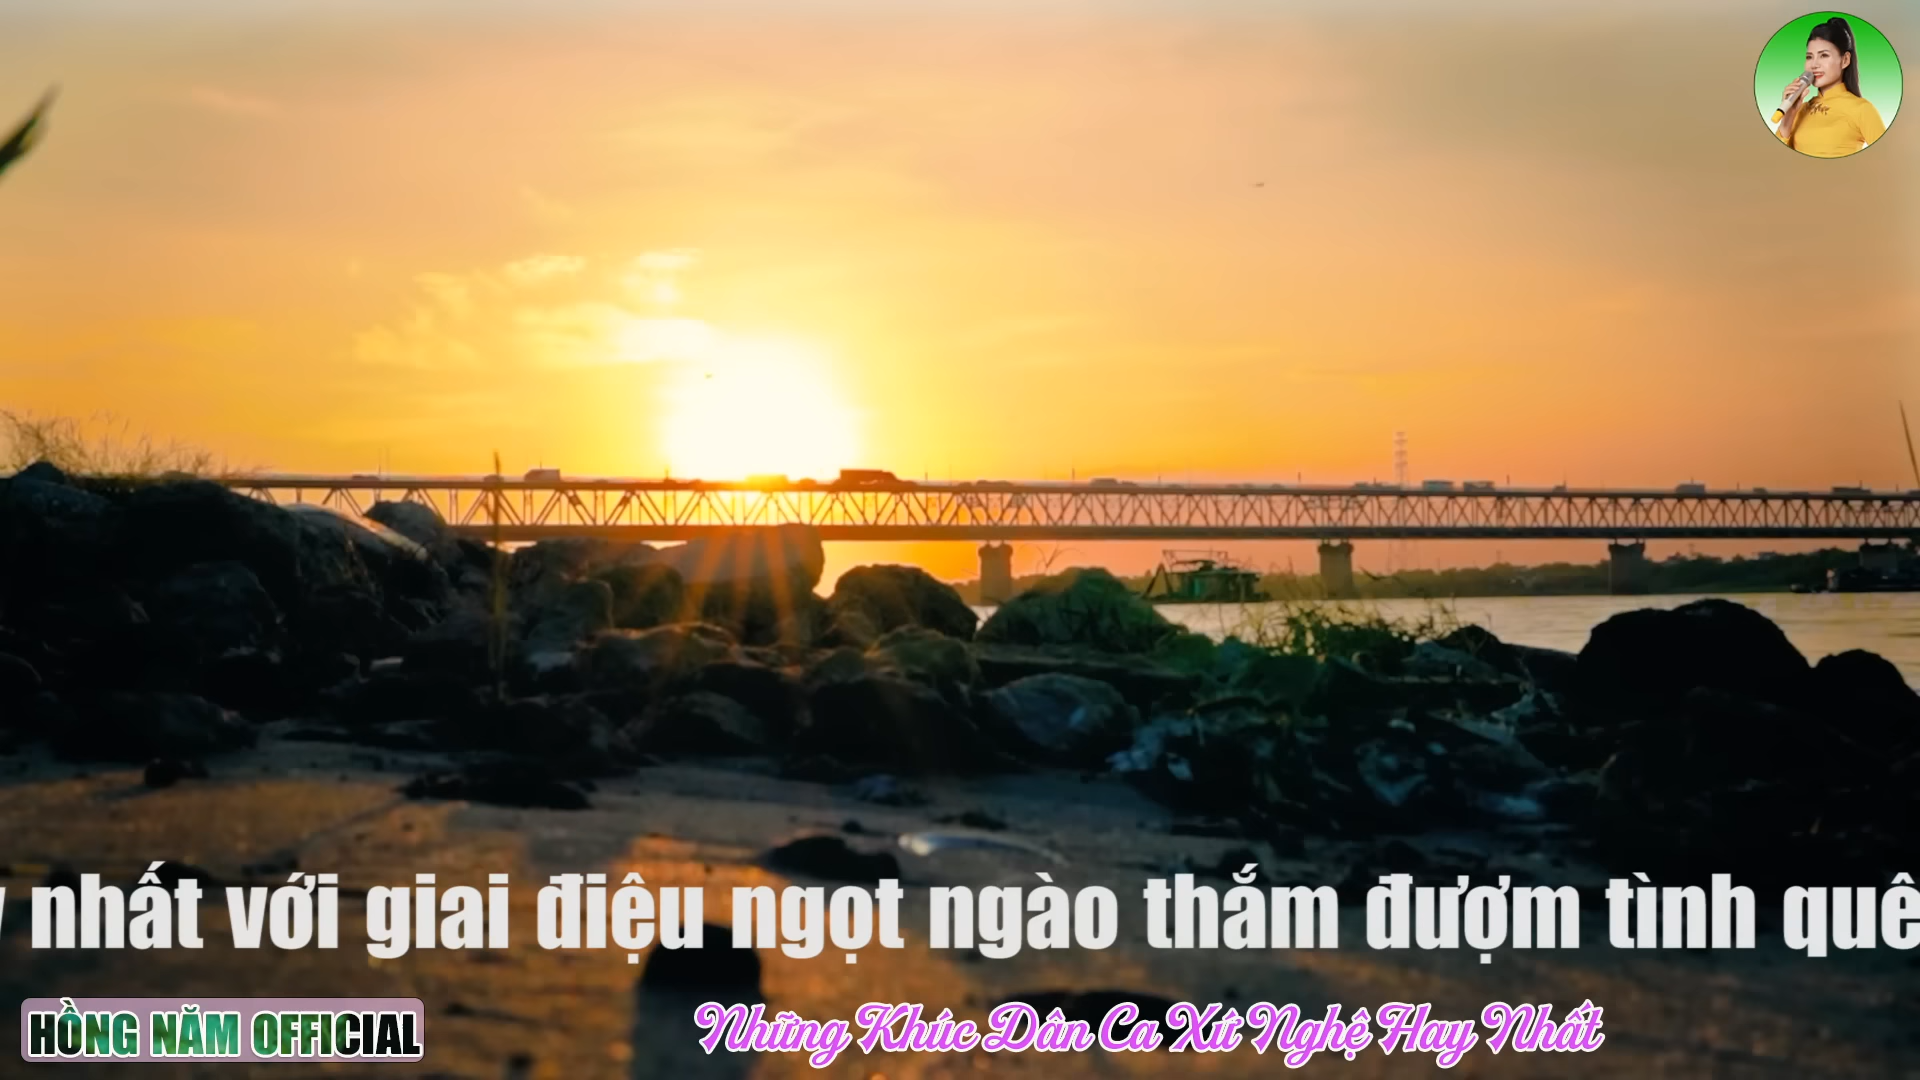 nhất với giai điệu ngọt ngào thắm đượm tình quê
HỒNG NĂM OFFICIAL
Những Khúc Dân Ca Xứ Nghệ Hay Nhất